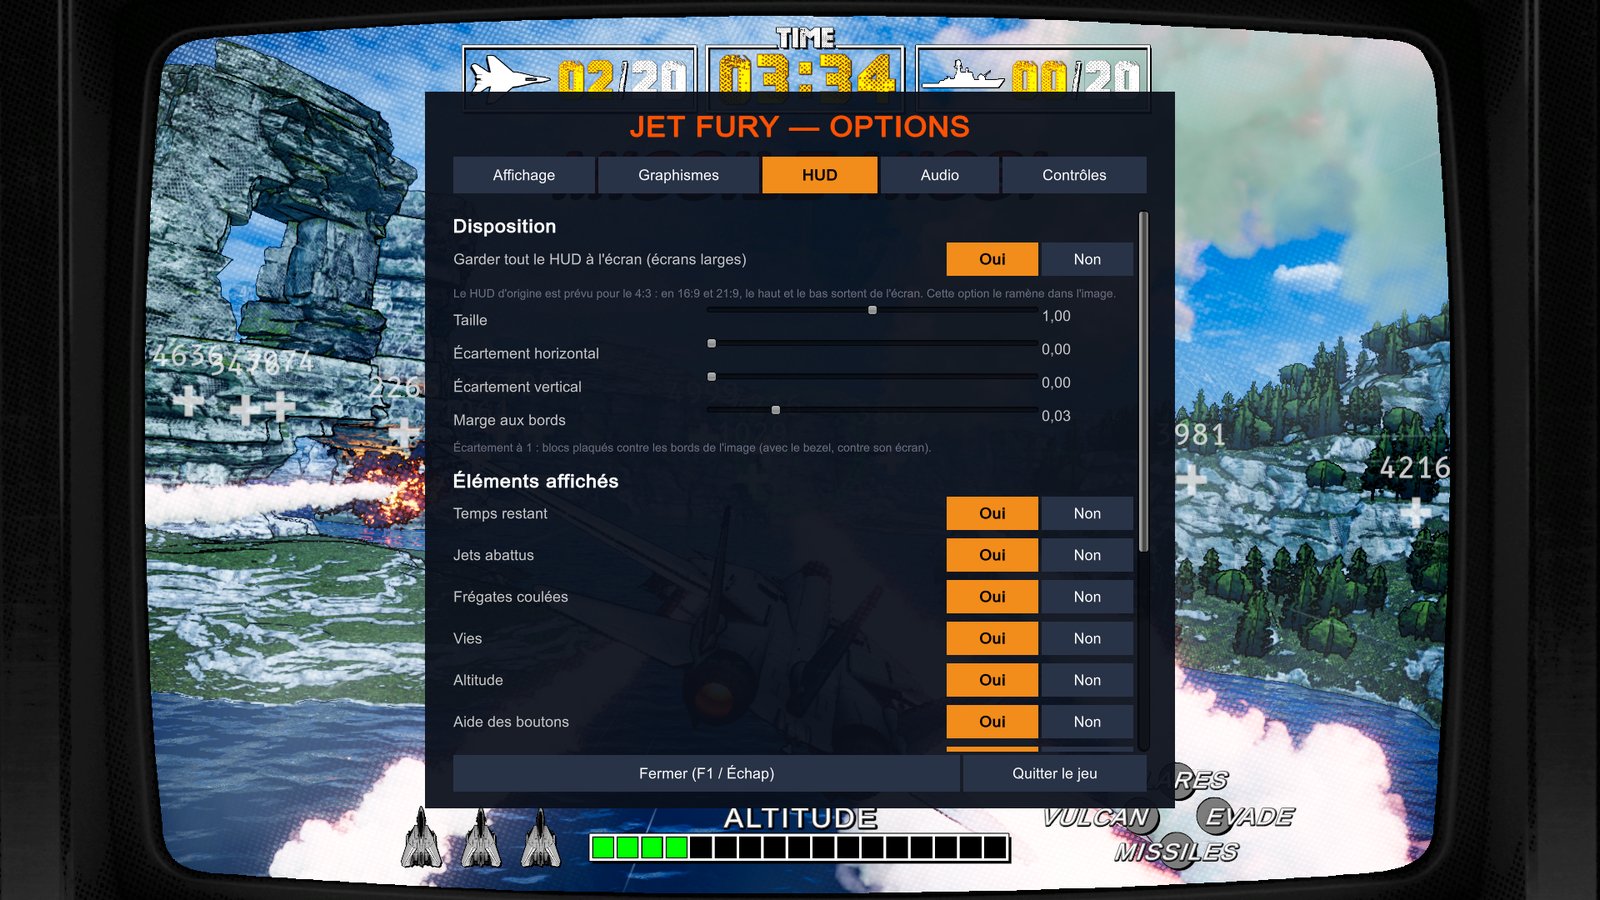 TIME
02/20
03:34
00/20
JET FURY — OPTIONS
Affichage
Graphismes
HUD
Audio
Contrôles
Disposition
Garder tout le HUD à l'écran (écrans larges)
Oui
Non
Le HUD d'origine est prévu pour le 4:3 : en 16:9 et 21:9, le haut et le bas sortent de l'écran. Cette option le ramène dans l'image.
Taille
1,00
Écartement horizontal
0,00
Écartement vertical
0,00
Marge aux bords
0,03
Écartement à 1 : blocs plaqués contre les bords de l'image (avec le bezel, contre son écran).
Éléments affichés
Temps restant
Oui
Non
Jets abattus
Oui
Non
Frégates coulées
Oui
Non
Vies
Oui
Non
Altitude
Oui
Non
Aide des boutons
Oui
Non
Fermer (F1 / Échap)
Quitter le jeu
4216
ALTITUDE
VULCAN
EVADE
MISSILES